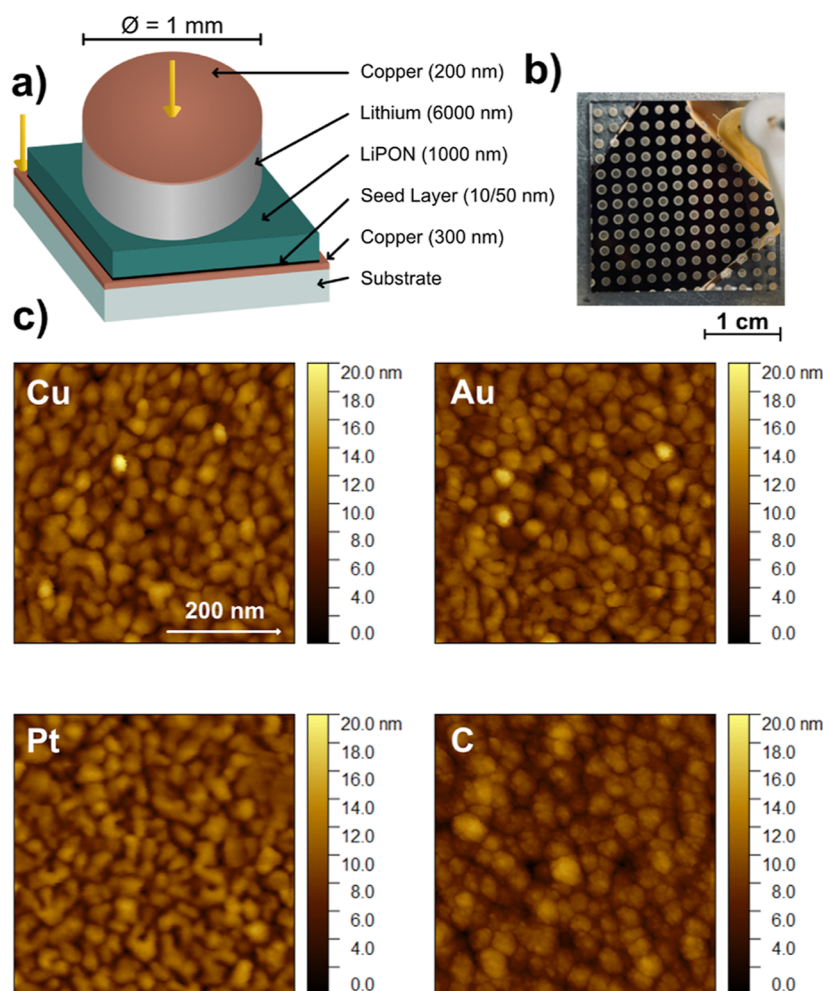 a)
Ø = 1 mm
Copper (200 nm)
Lithium (6000 nm)
LiPON (1000 nm)
Seed Layer (10/50 nm)
Copper (300 nm)
Substrate
b)
1 cm
c)
Cu
200 nm
20.0 nm
18.0
16.0
14.0
12.0
10.0
8.0
6.0
4.0
0.0
Au
20.0 nm
18.0
16.0
14.0
12.0
10.0
8.0
6.0
4.0
0.0
Pt
20.0 nm
18.0
16.0
14.0
12.0
10.0
8.0
6.0
4.0
0.0
C
20.0 nm
18.0
16.0
14.0
12.0
10.0
8.0
6.0
4.0
0.0